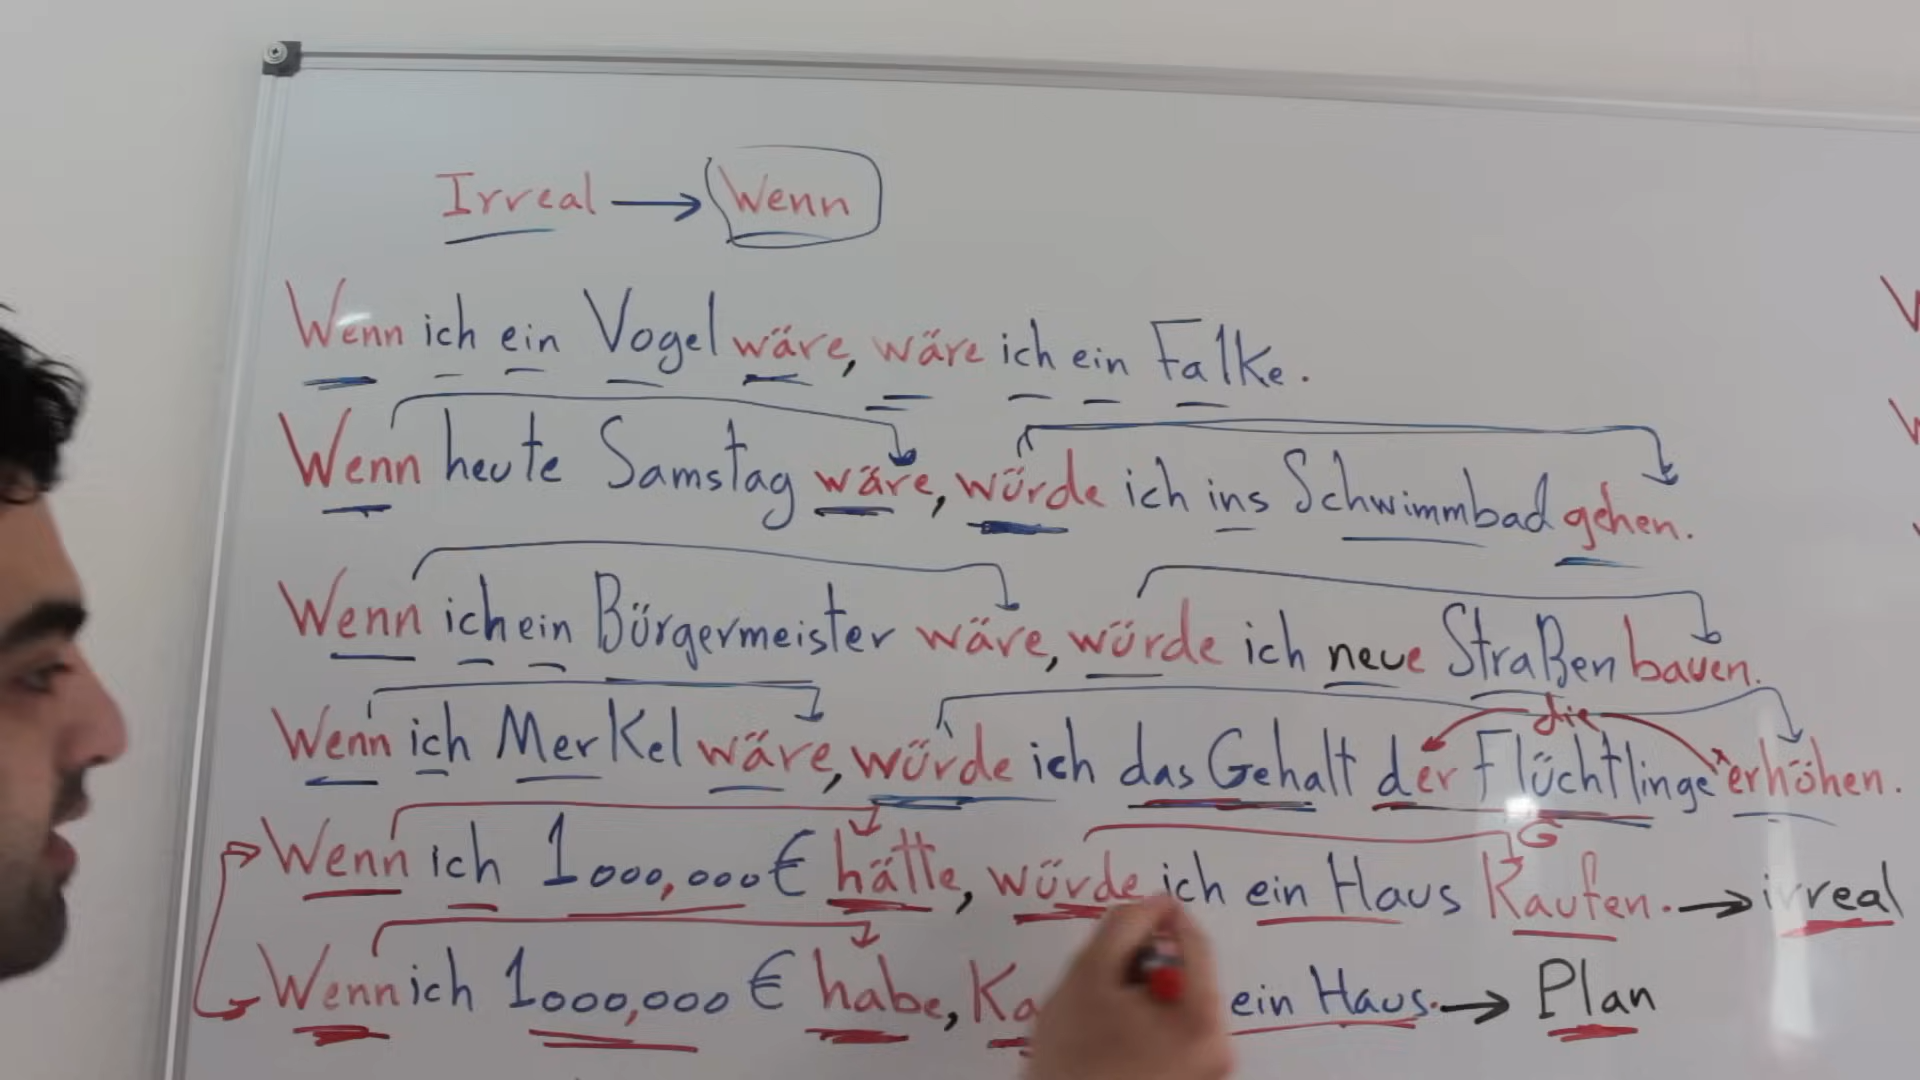 Irreal → Wenn
Wenn ich ein Vogel wäre, wäre ich ein Falke.
Wenn heute Samstag wäre, würde ich ins Schwimmbad gehen.
Wenn ich ein Bürgermeister wäre, würde ich neue Straßen bauen.
die
Wenn ich Merkel wäre, würde ich das Gehalt der Flüchtlinge erhöhen.
G
Wenn ich 1000,000 € hätte, würde ich ein Haus Kaufen. → irreal
Wenn ich 1000,000 € habe, ein Haus. → Plan